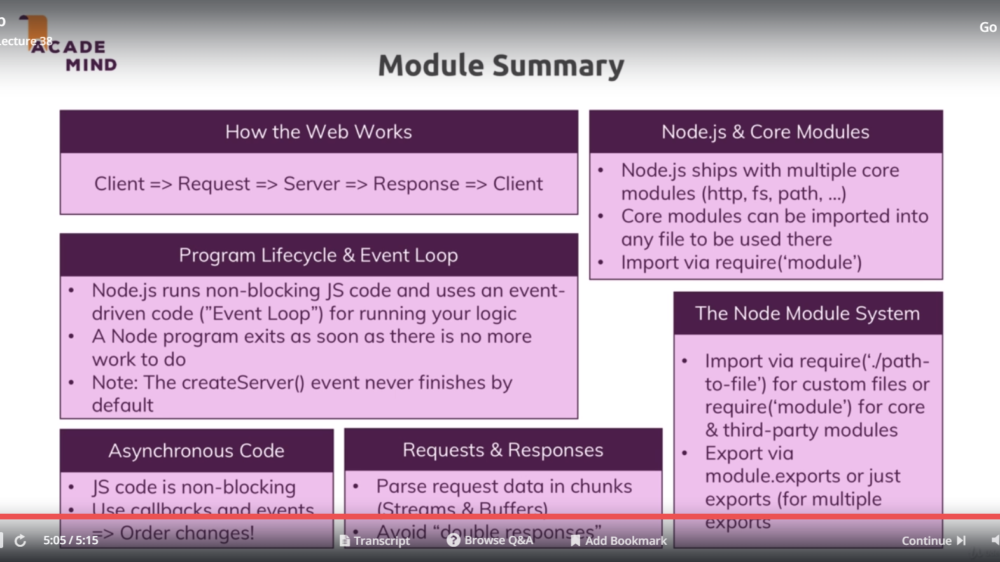 Lecture 38
Go
ACADE
MIND
Module Summary
How the Web Works
Client => Request => Server => Response => Client
Node.js & Core Modules
• Node.js ships with multiple core
modules (http, fs, path, ...)
• Core modules can be imported into
any file to be used there
• Import via require(‘module’)
Program Lifecycle & Event Loop
• Node.js runs non-blocking JS code and uses an event-
driven code (”Event Loop”) for running your logic
• A Node program exits as soon as there is no more
work to do
• Note: The createServer() event never finishes by
default
The Node Module System
• Import via require(‘./path-
to-file’) for custom files or
require(‘module’) for core
& third-party modules
• Export via
module.exports or just
exports (for multiple
exports
Asynchronous Code
• JS code is non-blocking
• Use callbacks and events
=> Order changes!
Requests & Responses
• Parse request data in chunks
(Streams & Buffers)
• Avoid “double responses”
5:05 / 5:15
Transcript
Browse Q&A
Add Bookmark
Continue